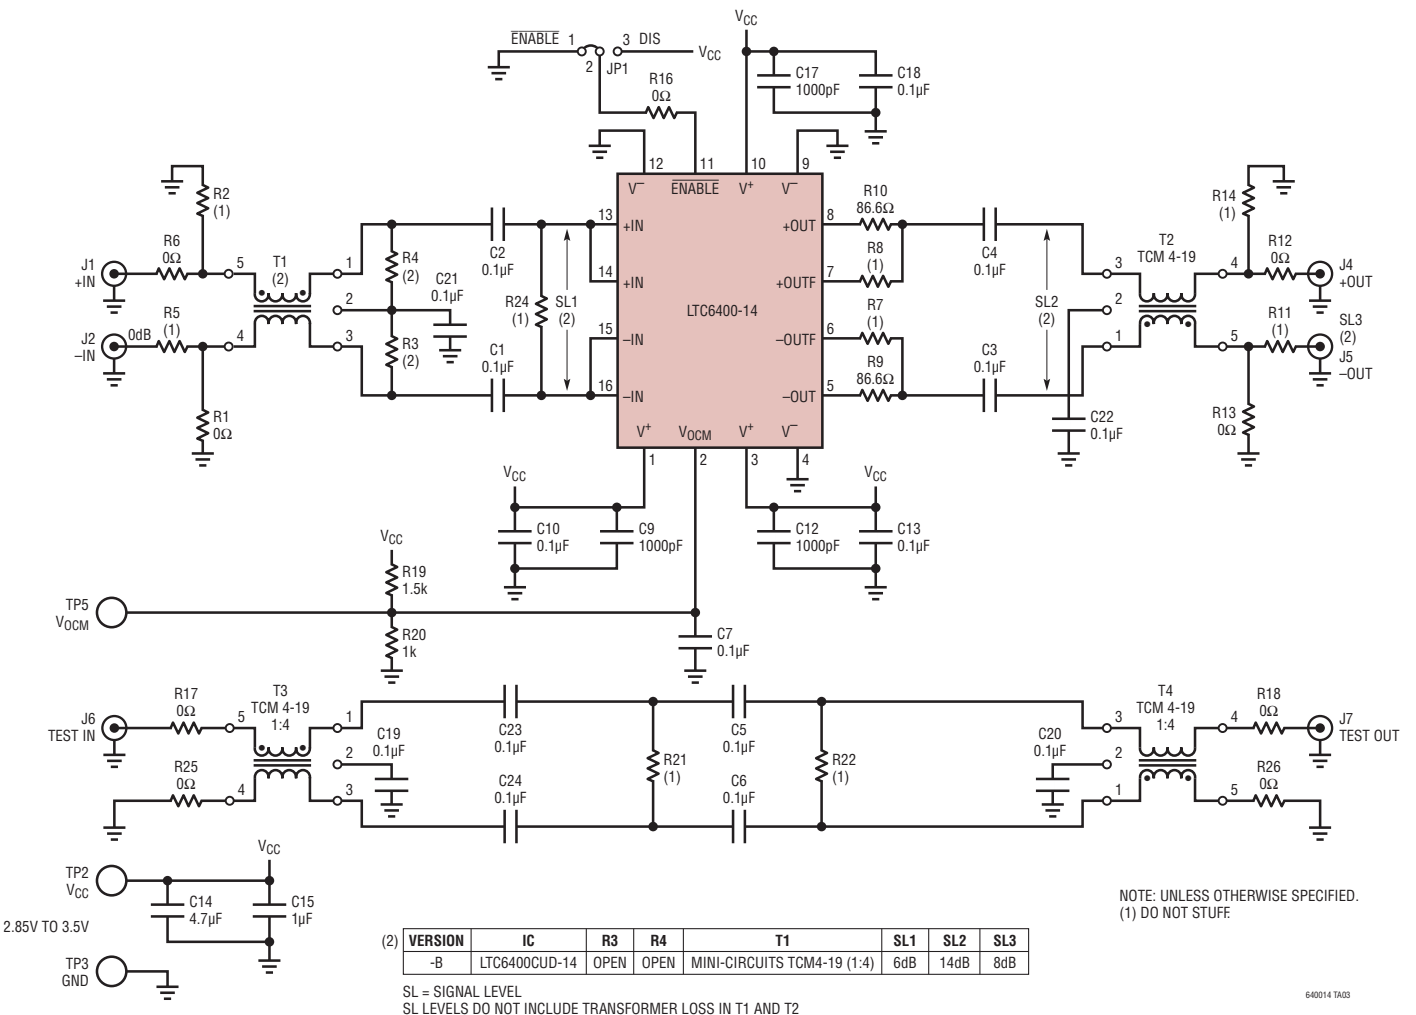 VCC
ENABLE 1
3 DIS
VCC
2
JP1
R16
0Ω
C17
1000pF
C18
0.1µF
12
11
10
9
V–
ENABLE
V+
V–
R2
(1)
R6
0Ω
J1
+IN
5
T1
(2)
1
R4
(2)
C21
0.1µF
2
C2
0.1µF
R24
(1)
SL1
(2)
13
+IN
14
+IN
15
–IN
16
–IN
LTC6400-14
+OUT
8
+OUTF
7
–OUTF
6
–OUT
5
R10
86.6Ω
R8
(1)
R7
(1)
R9
86.6Ω
C4
0.1µF
C3
0.1µF
SL2
(2)
T2
TCM 4-19
3
2
1
4
5
R14
(1)
R12
0Ω
J4
+OUT
R11
(1)
SL3
(2)
J5
–OUT
R13
0Ω
C22
0.1µF
J2
–IN
0dB
R5
(1)
4
3
R3
(2)
C1
0.1µF
R1
0Ω
V+
VOCM
V+
V–
1
2
3
4
VCC
C10
0.1µF
C9
1000pF
VCC
C12
1000pF
C13
0.1µF
VCC
R19
1.5k
TP5
VOCM
R20
1k
C7
0.1µF
J6
TEST IN
R17
0Ω
5
T3
TCM 4-19
1:4
1
C19
0.1µF
2
C23
0.1µF
C5
0.1µF
R21
(1)
R22
(1)
R25
0Ω
4
3
C24
0.1µF
C6
0.1µF
C20
0.1µF
3
2
1
T4
TCM 4-19
1:4
4
5
R18
0Ω
J7
TEST OUT
R26
0Ω
VCC
TP2
VCC
C14
4.7µF
C15
1µF
2.85V TO 3.5V
TP3
GND
NOTE: UNLESS OTHERWISE SPECIFIED.
(1) DO NOT STUFF.
(2) VERSION IC R3 R4 T1 SL1 SL2 SL3
-B LTC6400CUD-14 OPEN OPEN MINI-CIRCUITS TCM4-19 (1:4) 6dB 14dB 8dB
SL = SIGNAL LEVEL
SL LEVELS DO NOT INCLUDE TRANSFORMER LOSS IN T1 AND T2
640014 TA03